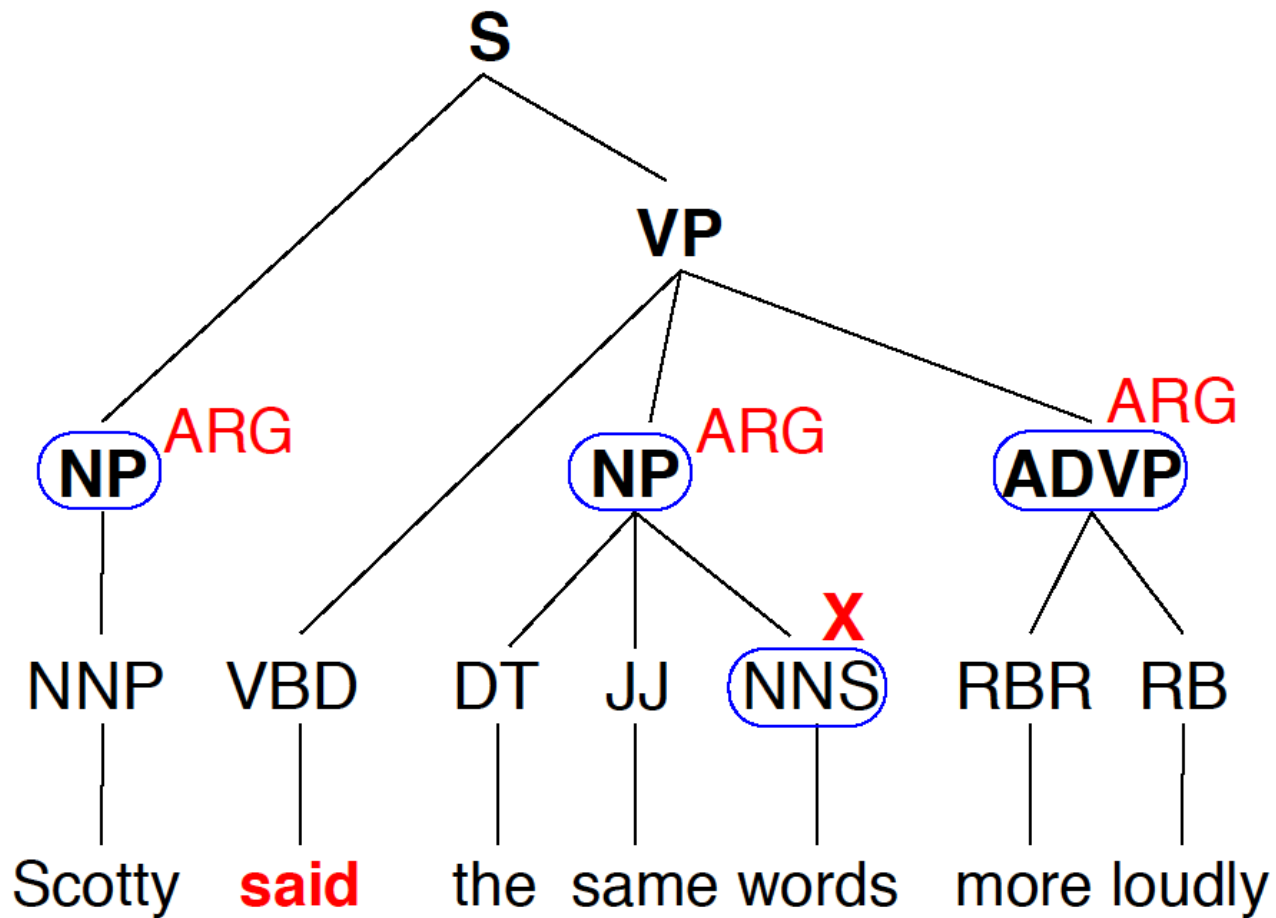 S
VP
NP ARG NP ARG ADVP ARG
X
NNP VBD DT JJ NNS RBR RB
Scotty said the same words more loudly